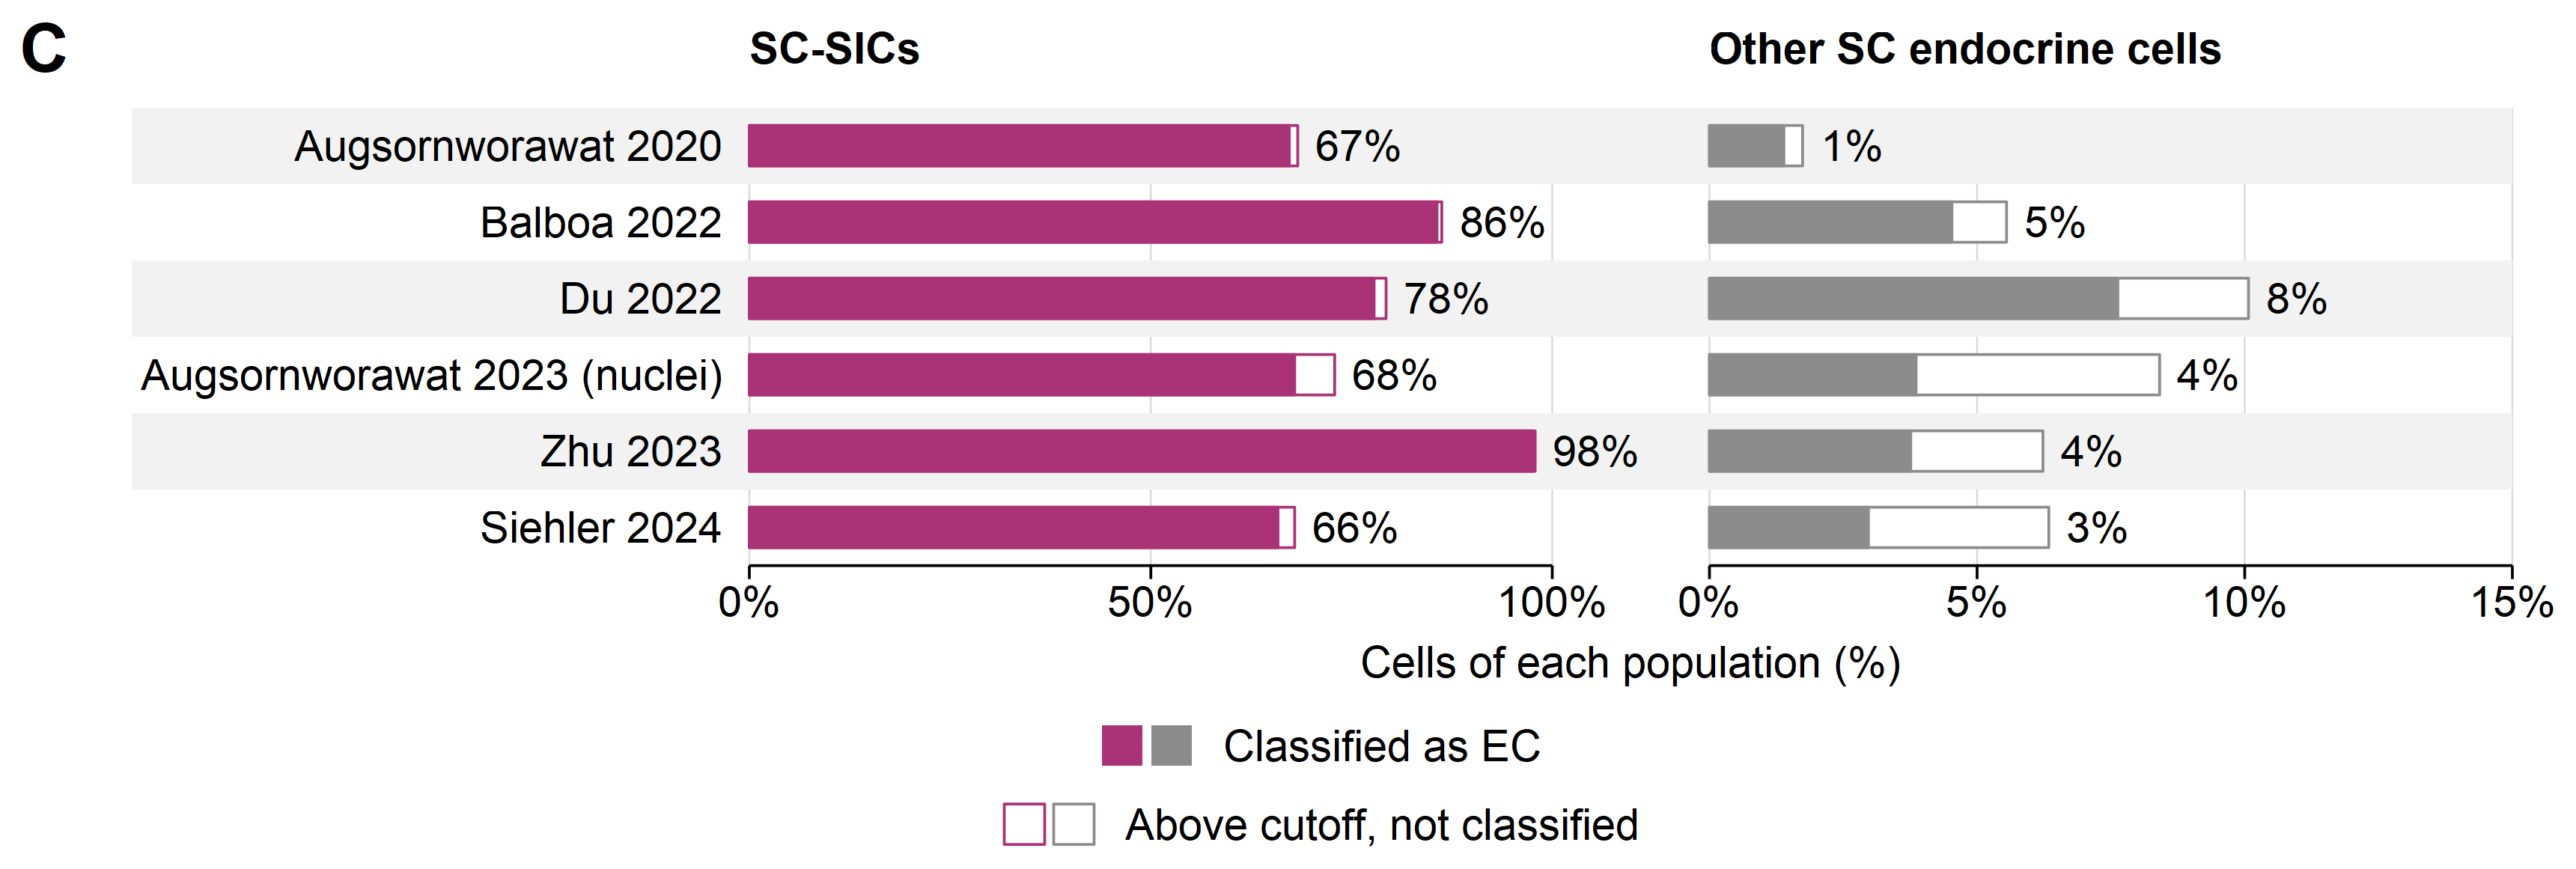 C
SC-SICs Other SC endocrine cells
Augsornworawat 2020 67% 1%
Balboa 2022 86% 5%
Du 2022 78% 8%
Augsornworawat 2023 (nuclei) 68% 4%
Zhu 2023 98% 4%
Siehler 2024 66% 3%
0% 50% 100% 0% 5% 10% 15%
Cells of each population (%)
Classified as EC
Above cutoff, not classified